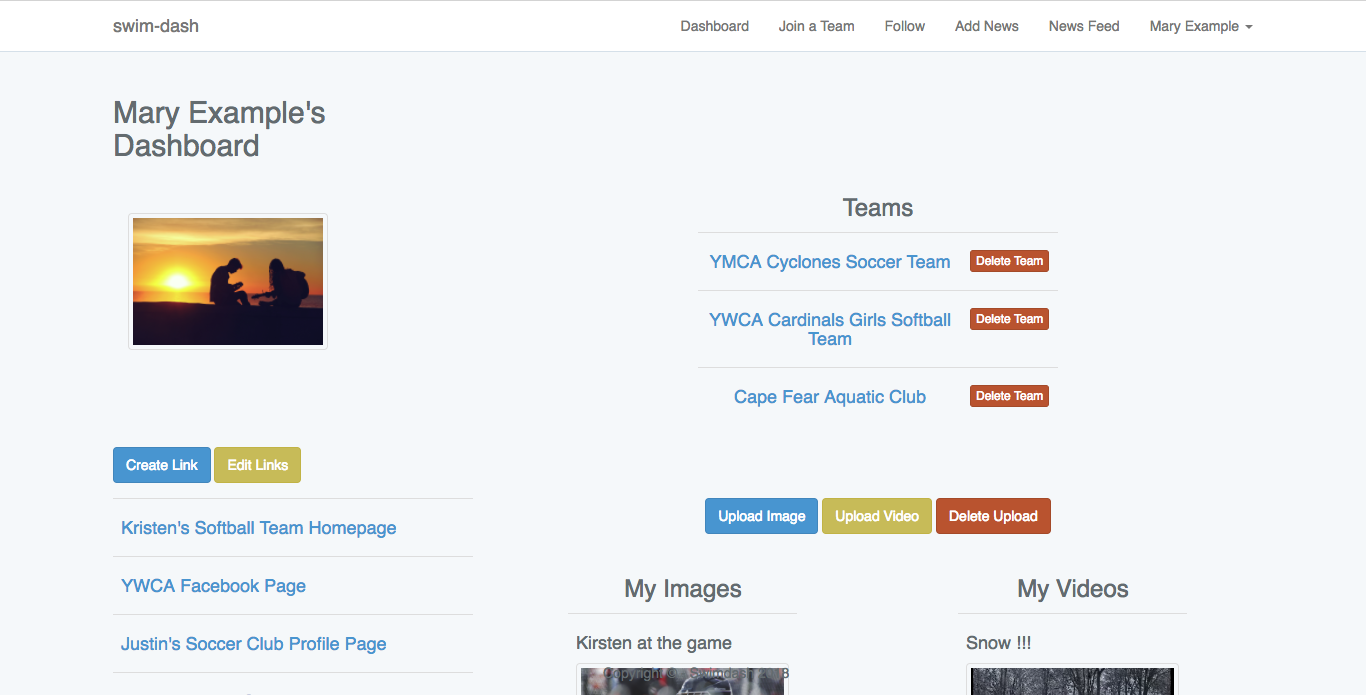 swim-dash
Dashboard
Join a Team
Follow
Add News
News Feed
Mary Example
Mary Example's
Dashboard
Teams
YMCA Cyclones Soccer Team
Delete Team
YWCA Cardinals Girls Softball
Team
Delete Team
Cape Fear Aquatic Club
Delete Team
Create Link
Edit Links
Kristen's Softball Team Homepage
YWCA Facebook Page
Justin's Soccer Club Profile Page
Upload Image
Upload Video
Delete Upload
My Images
Kirsten at the game
My Videos
Snow !!!
Copyright © Swimdash